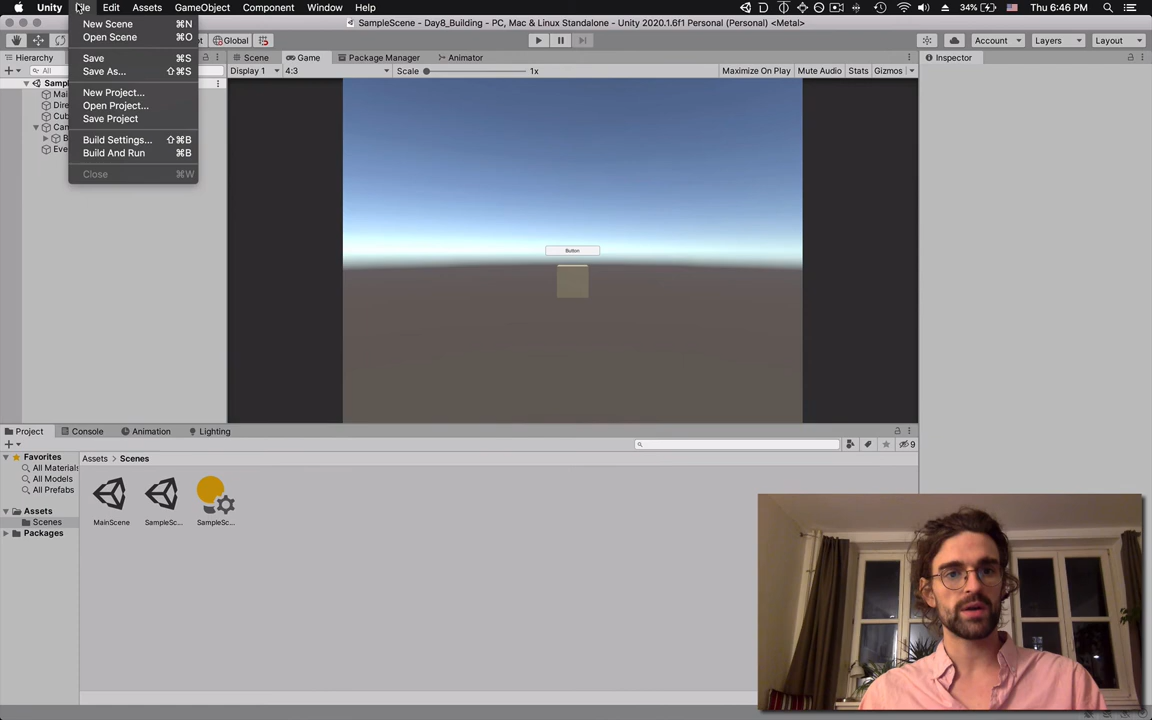 Unity File Edit Assets GameObject Component Window Help 34% Thu 6:46 PM
SampleScene - Day8_Building - PC, Mac & Linux Standalone - Unity 2020.1.6f1 Personal (Personal) <Metal>
Global Account Layers Layout
New Scene ⌘N
Open Scene ⌘O
Save ⌘S
Save As... ⇧⌘S
New Project...
Open Project...
Save Project
Build Settings... ⇧⌘B
Build And Run ⌘B
Close ⌘W
Hierarchy
All
Scene Game Package Manager Animator
Display 1 4:3 Scale 1x Maximize On Play Mute Audio Stats Gizmos
Inspector
Button
Project Console Animation Lighting
9
Favorites
All Materials
All Models
All Prefabs
Assets
Scenes
Packages
Assets > Scenes
MainScene SampleSc... SampleSc...